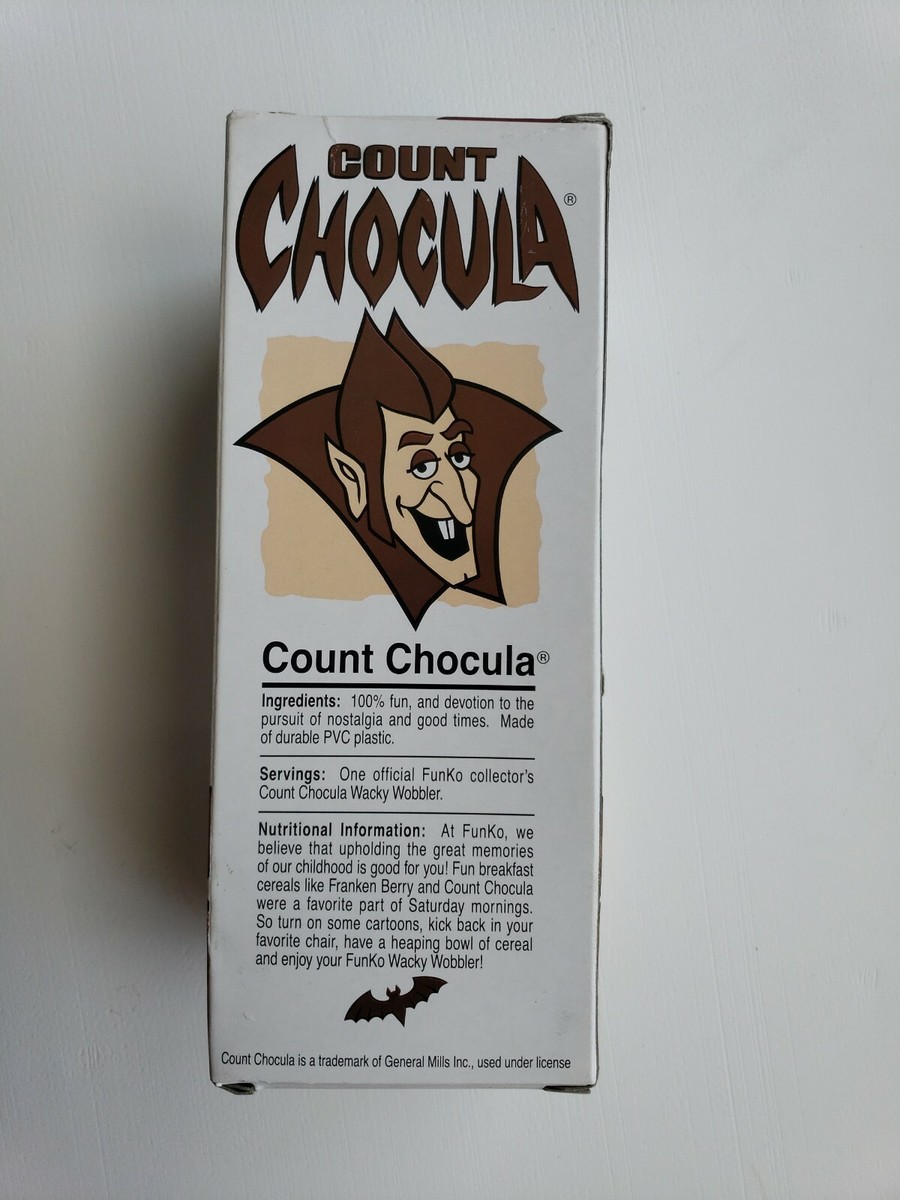 COUNT
CHOCULA®
Count Chocula®
Ingredients: 100% fun, and devotion to the
pursuit of nostalgia and good times. Made
of durable PVC plastic.
Servings: One official FunKo collector's
Count Chocula Wacky Wobbler.
Nutritional Information: At FunKo, we
believe that upholding the great memories
of our childhood is good for you! Fun breakfast
cereals like Franken Berry and Count Chocula
were a favorite part of Saturday mornings.
So turn on some cartoons, kick back in your
favorite chair, have a heaping bowl of cereal
and enjoy your FunKo Wacky Wobbler!
Count Chocula is a trademark of General Mills Inc., used under license